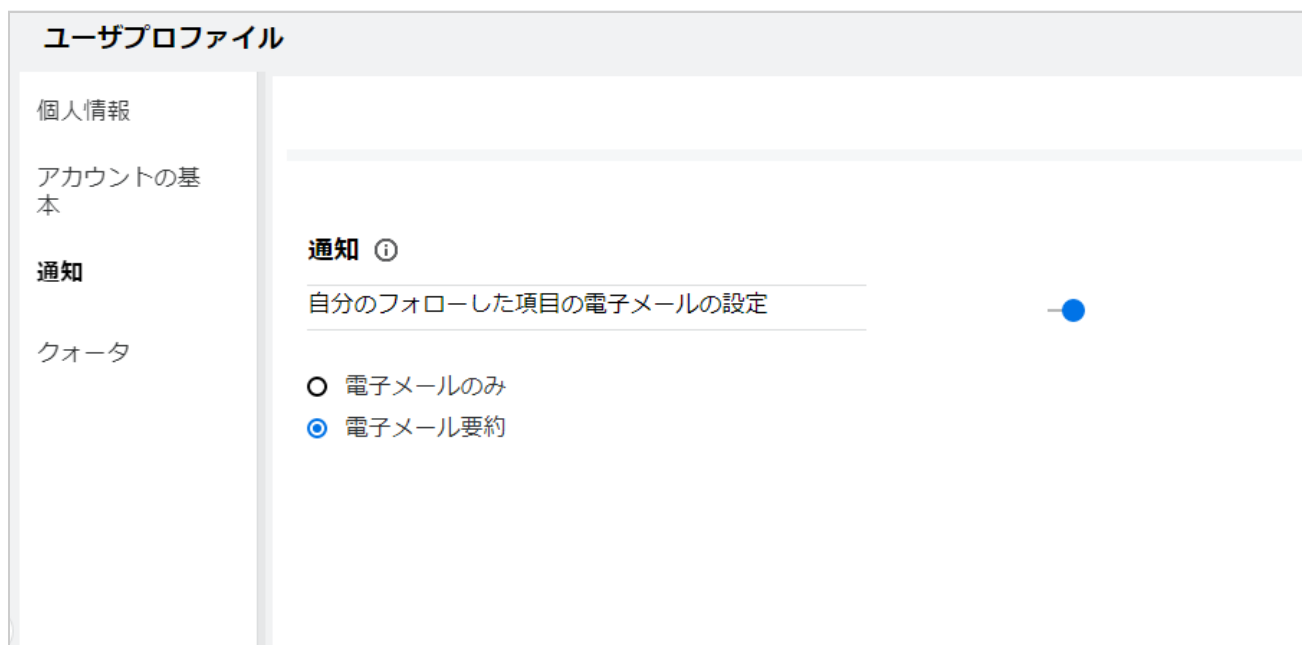 ユーザプロファイル
個人情報
アカウントの基
本
通知
クォータ
通知
自分のフォローした項目の電子メールの設定
電子メールのみ
電子メール要約